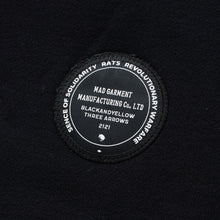 SENCE OF SOLIDARITY RATS REVOLUTIONARY WARFARE
MAD GARMENT
MANUFACTURING Co., LTD
BLACKANDYELLOW
THREE ARROWS
2121